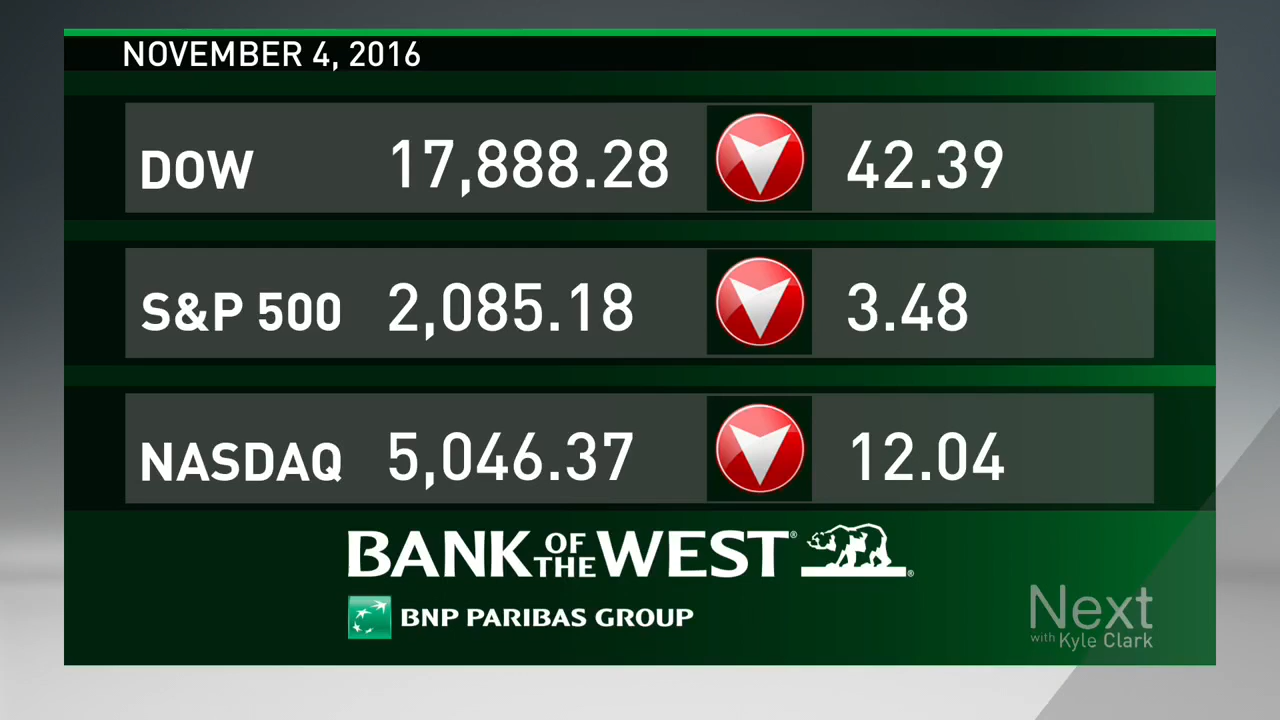 NOVEMBER 4, 2016
DOW 17,888.28 42.39
S&P 500 2,085.18 3.48
NASDAQ 5,046.37 12.04
BANK OF THE WEST®
BNP PARIBAS GROUP
Next
with Kyle Clark